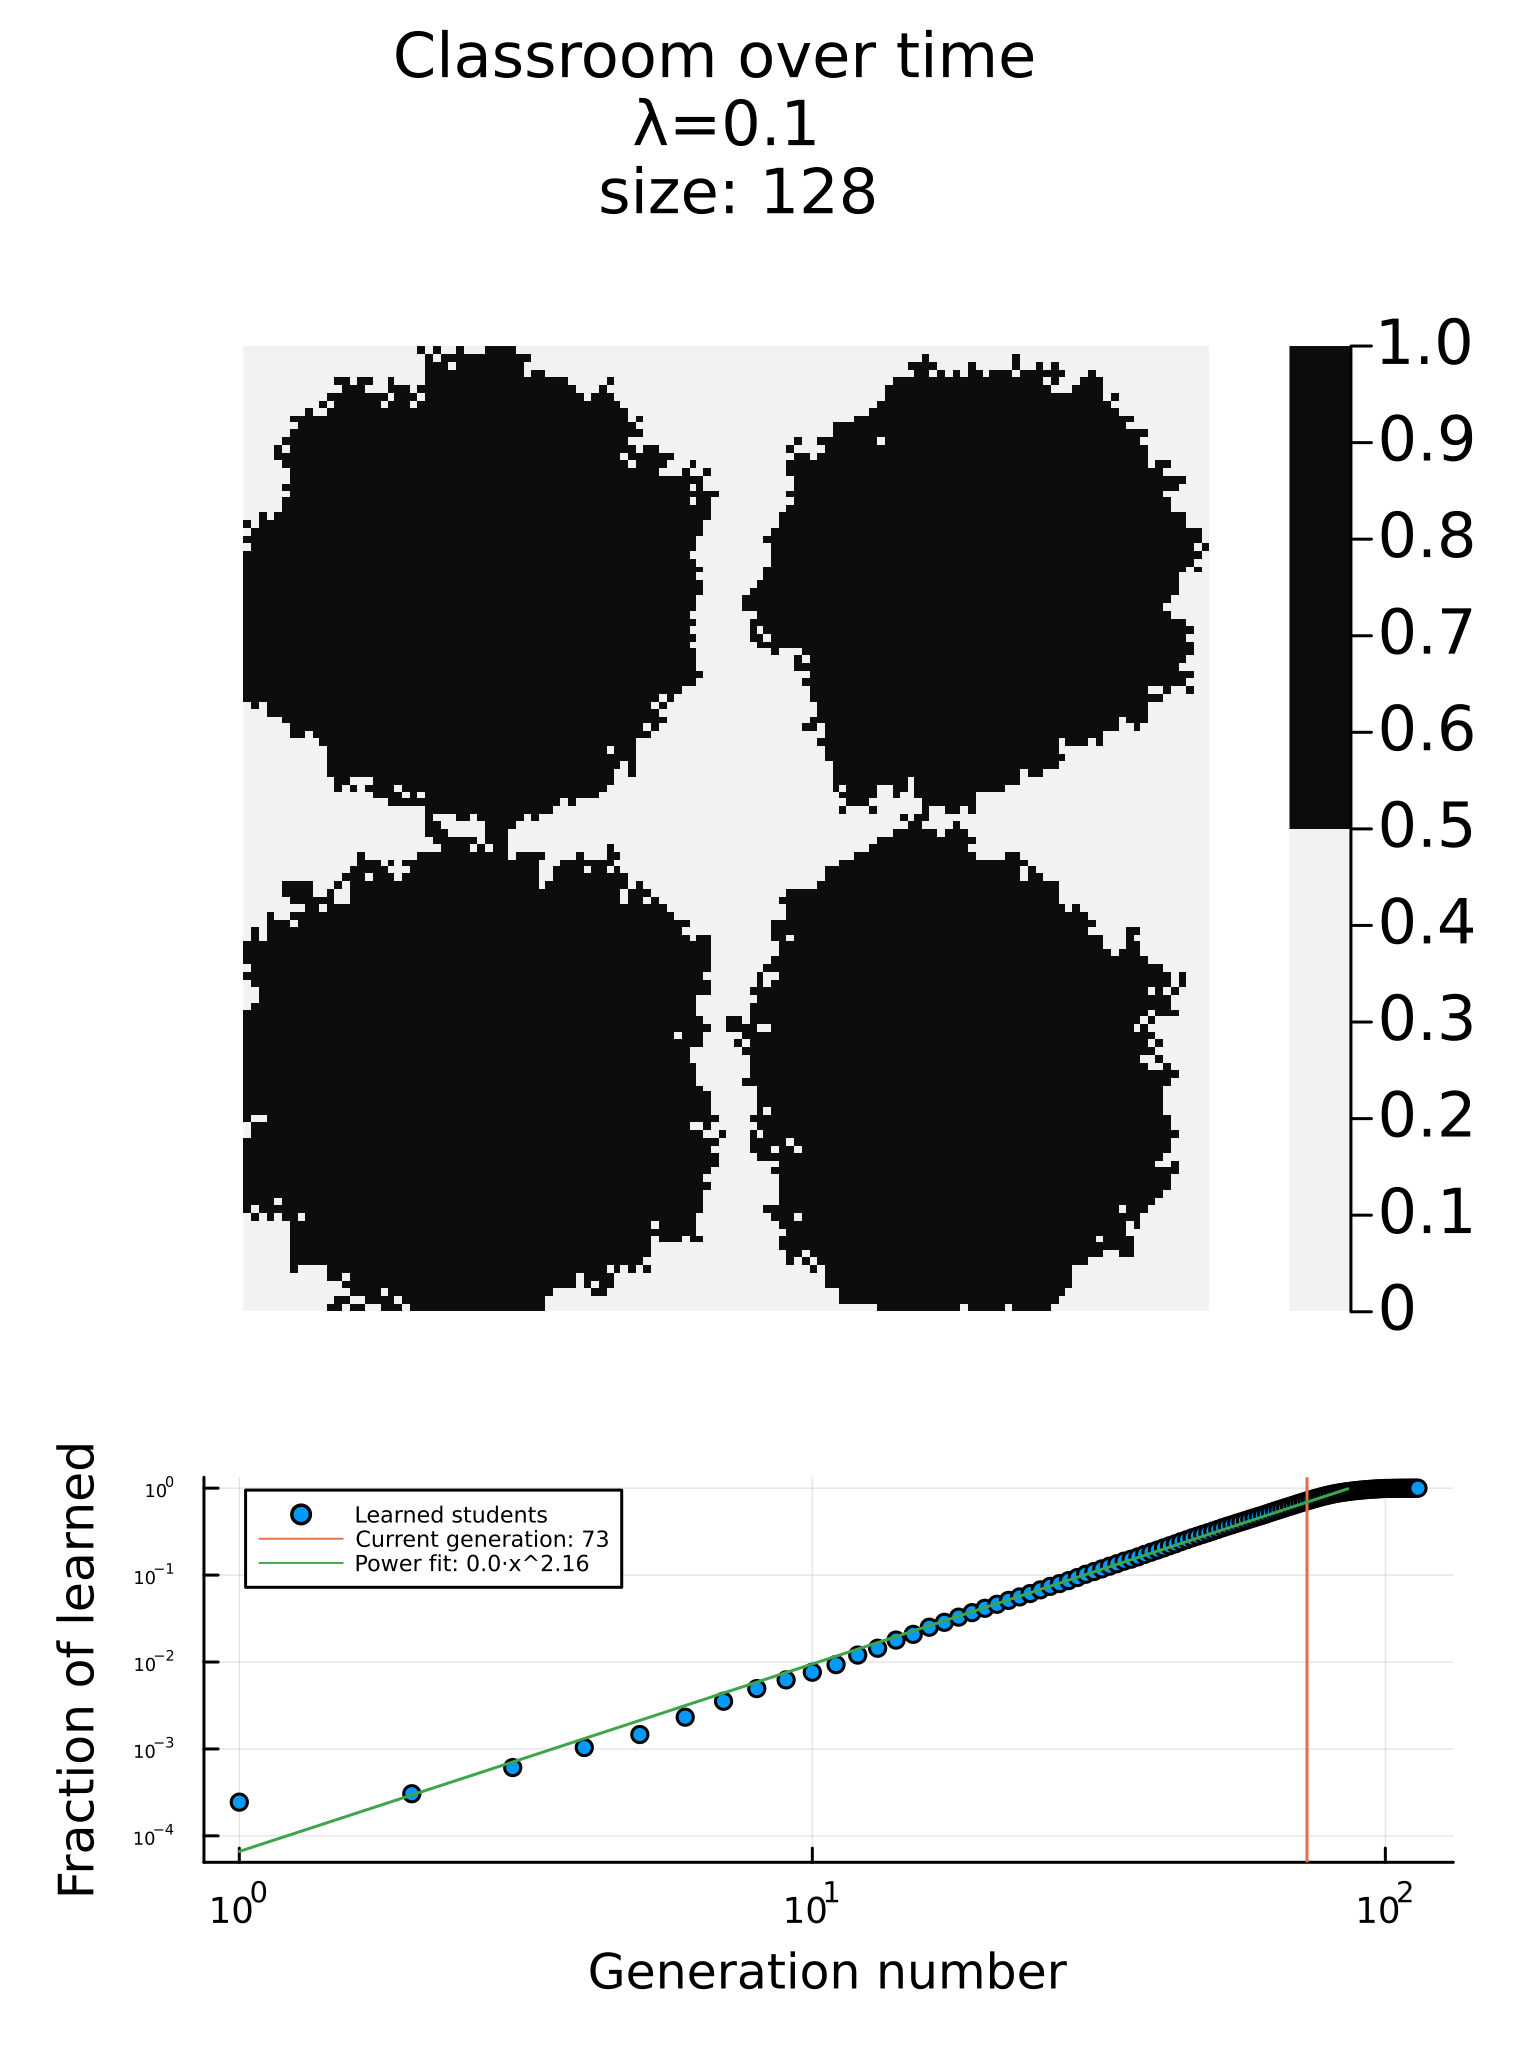 Classroom over time
λ=0.1
size: 128
1.0
0.9
0.8
0.7
0.6
0.5
0.4
0.3
0.2
0.1
0
Fraction of learned
10^0
10^-1
10^-2
10^-3
10^-4
Learned students
Current generation: 73
Power fit: 0.0·x^2.16
10^0 10^1 10^2
Generation number